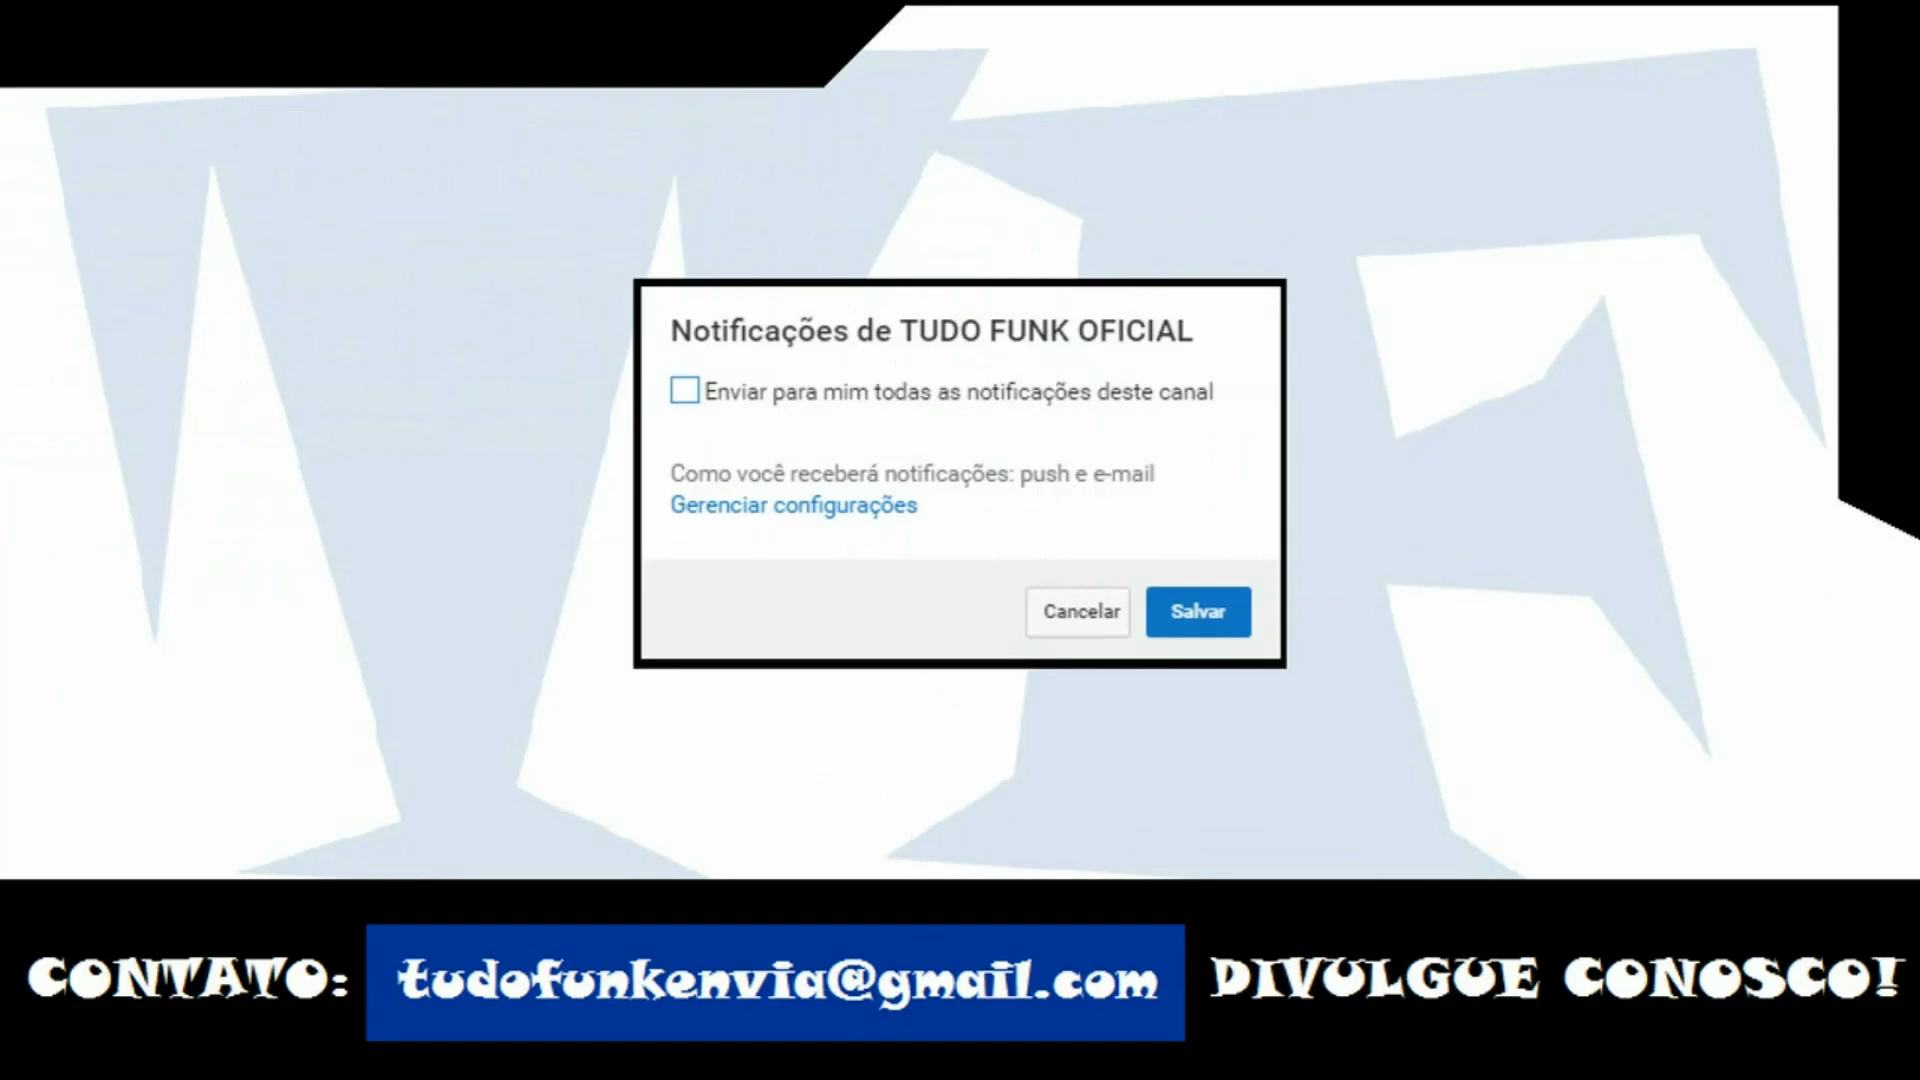 Notificações de TUDO FUNK OFICIAL
Enviar para mim todas as notificações deste canal
Como você receberá notificações: push e e-mail
Gerenciar configurações
Cancelar Salvar
CONTATO: tudofunkenvia@gmail.com DIVULGUE CONOSCO!